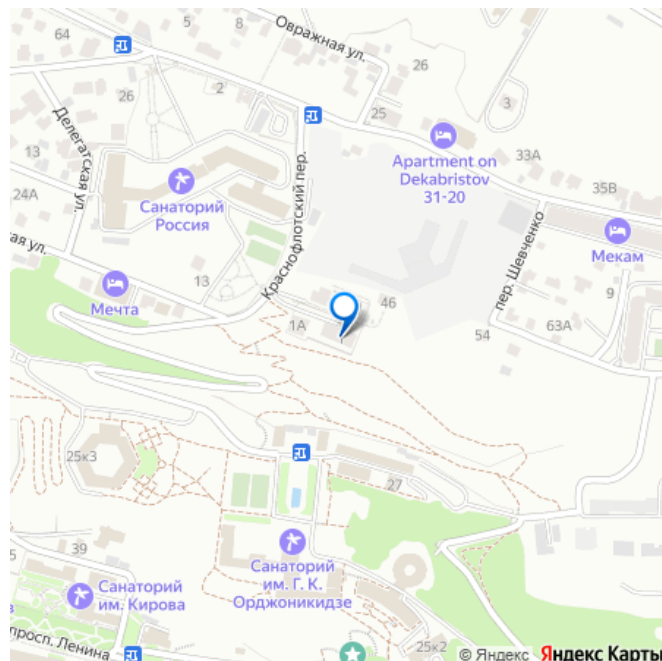 Овражная ул.
64
5
8
26
3
26
2
25
Делегатская
ул.
13
Apartment on
Dekabristov
31-20
33А
35В
24А
Санаторий
Россия
Краснофлотский пер.
пер. Шевченко
Мекам
ая ул.
13
Мечта
9
46
1А
63А
54
25к3
27
39
5
Санаторий
им. Г. К.
Орджоникидзе
Санаторий
им. Кирова
в
просп. Ленина
25к2
© Яндекс Яндекс Карты